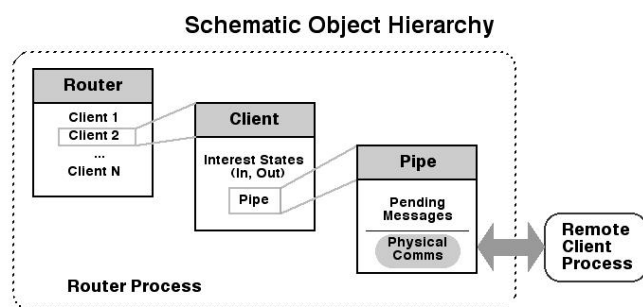 Schematic Object Hierarchy
Router
Client 1
Client 2
...
Client N
Client
Interest States
(In, Out)
Pipe
Pipe
Pending
Messages
Physical
Comms
Remote
Client
Process
Router Process